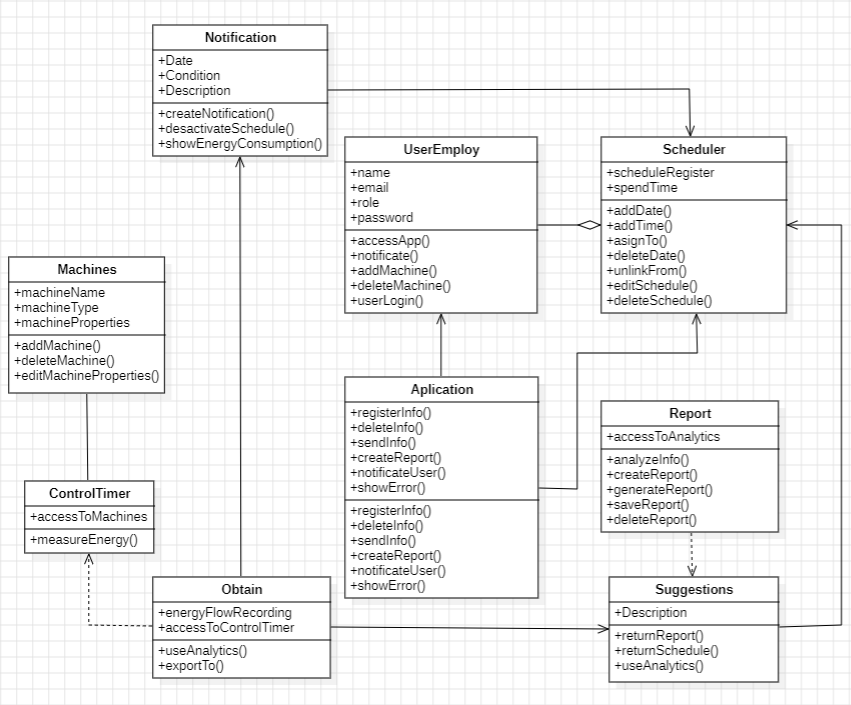 Notification
+Date
+Condition
+Description
+createNotification()
+desactivateSchedule()
+showEnergyConsumption()
UserEmploy
+name
+email
+role
+password
+accessApp()
+notificate()
+addMachine()
+deleteMachine()
+userLogin()
Scheduler
+scheduleRegister
+spendTime
+addDate()
+addTime()
+asignTo()
+deleteDate()
+unlinkFrom()
+editSchedule()
+deleteSchedule()
Machines
+machineName
+machineType
+machineProperties
+addMachine()
+deleteMachine()
+editMachineProperties()
Aplication
+registerInfo()
+deleteInfo()
+sendInfo()
+createReport()
+notificateUser()
+showError()
+registerInfo()
+deleteInfo()
+sendInfo()
+createReport()
+notificateUser()
+showError()
Report
+accessToAnalytics
+analyzeInfo()
+createReport()
+generateReport()
+saveReport()
+deleteReport()
ControlTimer
+accessToMachines
+measureEnergy()
Obtain
+energyFlowRecording
+accessToControlTimer
+useAnalytics()
+exportTo()
Suggestions
+Description
+returnReport()
+returnSchedule()
+useAnalytics()